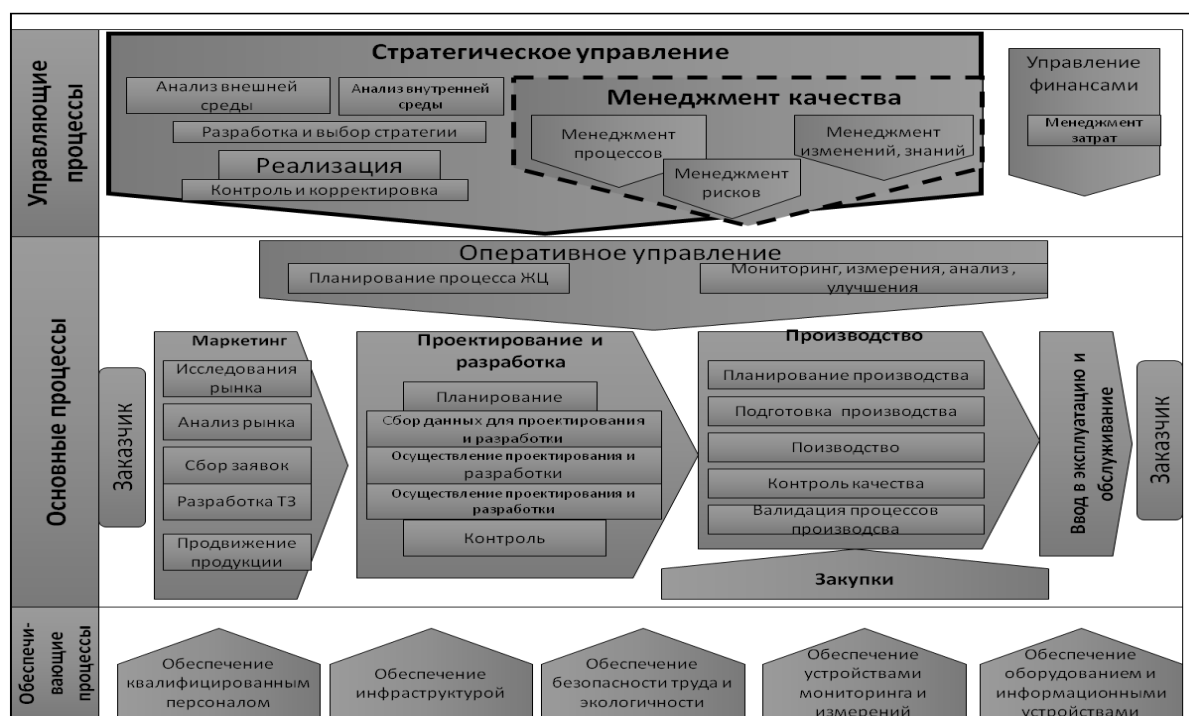 Управляющие
процессы
Стратегическое управление
Анализ внешней
среды
Анализ внутренней
среды
Разработка и выбор стратегии
Реализация
Контроль и корректировка
Менеджмент качества
Менеджмент
процессов
Менеджмент
рисков
Менеджмент
изменений, знаний
Управление
финансами
Менеджмент
затрат
Основные процессы
Оперативное управление
Планирование процесса ЖЦ
Мониторинг, измерения, анализ ,
улучшения
Заказчик
Маркетинг
Исследования
рынка
Анализ рынка
Сбор заявок
Разработка ТЗ
Продвижение
продукции
Проектирование и
разработка
Планирование
Сбор данных для проектирования
и разработки
Осуществление проектирования и
разработки
Осуществление проектирования и
разработки
Контроль
Производство
Планирование производства
Подготовка производства
Поизводство
Контроль качества
Валидация процессов
производсва
Закупки
Ввод в эксплуатацию и
обслуживание
Заказчик
Обеспечи-
вающие
процессы
Обеспечение
квалифицированным
персоналом
Обеспечение
инфраструктурой
Обеспечение
безопасности труда и
экологичности
Обеспечение
устройствами
мониторинга и
измерений
Обеспечение
оборудованием и
информационными
устройствами